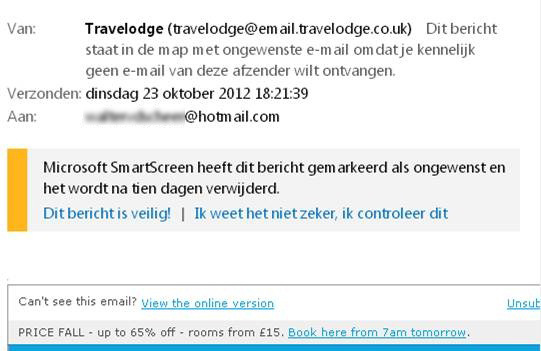 Van: Travelodge (travelodge@email.travelodge.co.uk) Dit bericht
staat in de map met ongewenste e-mail omdat je kennelijk
geen e-mail van deze afzender wilt ontvangen.
Verzonden: dinsdag 23 oktober 2012 18:21:39
Aan: @hotmail.com
Microsoft SmartScreen heeft dit bericht gemarkeerd als ongewenst en
het wordt na tien dagen verwijderd.
Dit bericht is veilig! | Ik weet het niet zeker, ik controleer dit
Can't see this email? View the online version Unsub
PRICE FALL - up to 65% off - rooms from £15. Book here from 7am tomorrow.